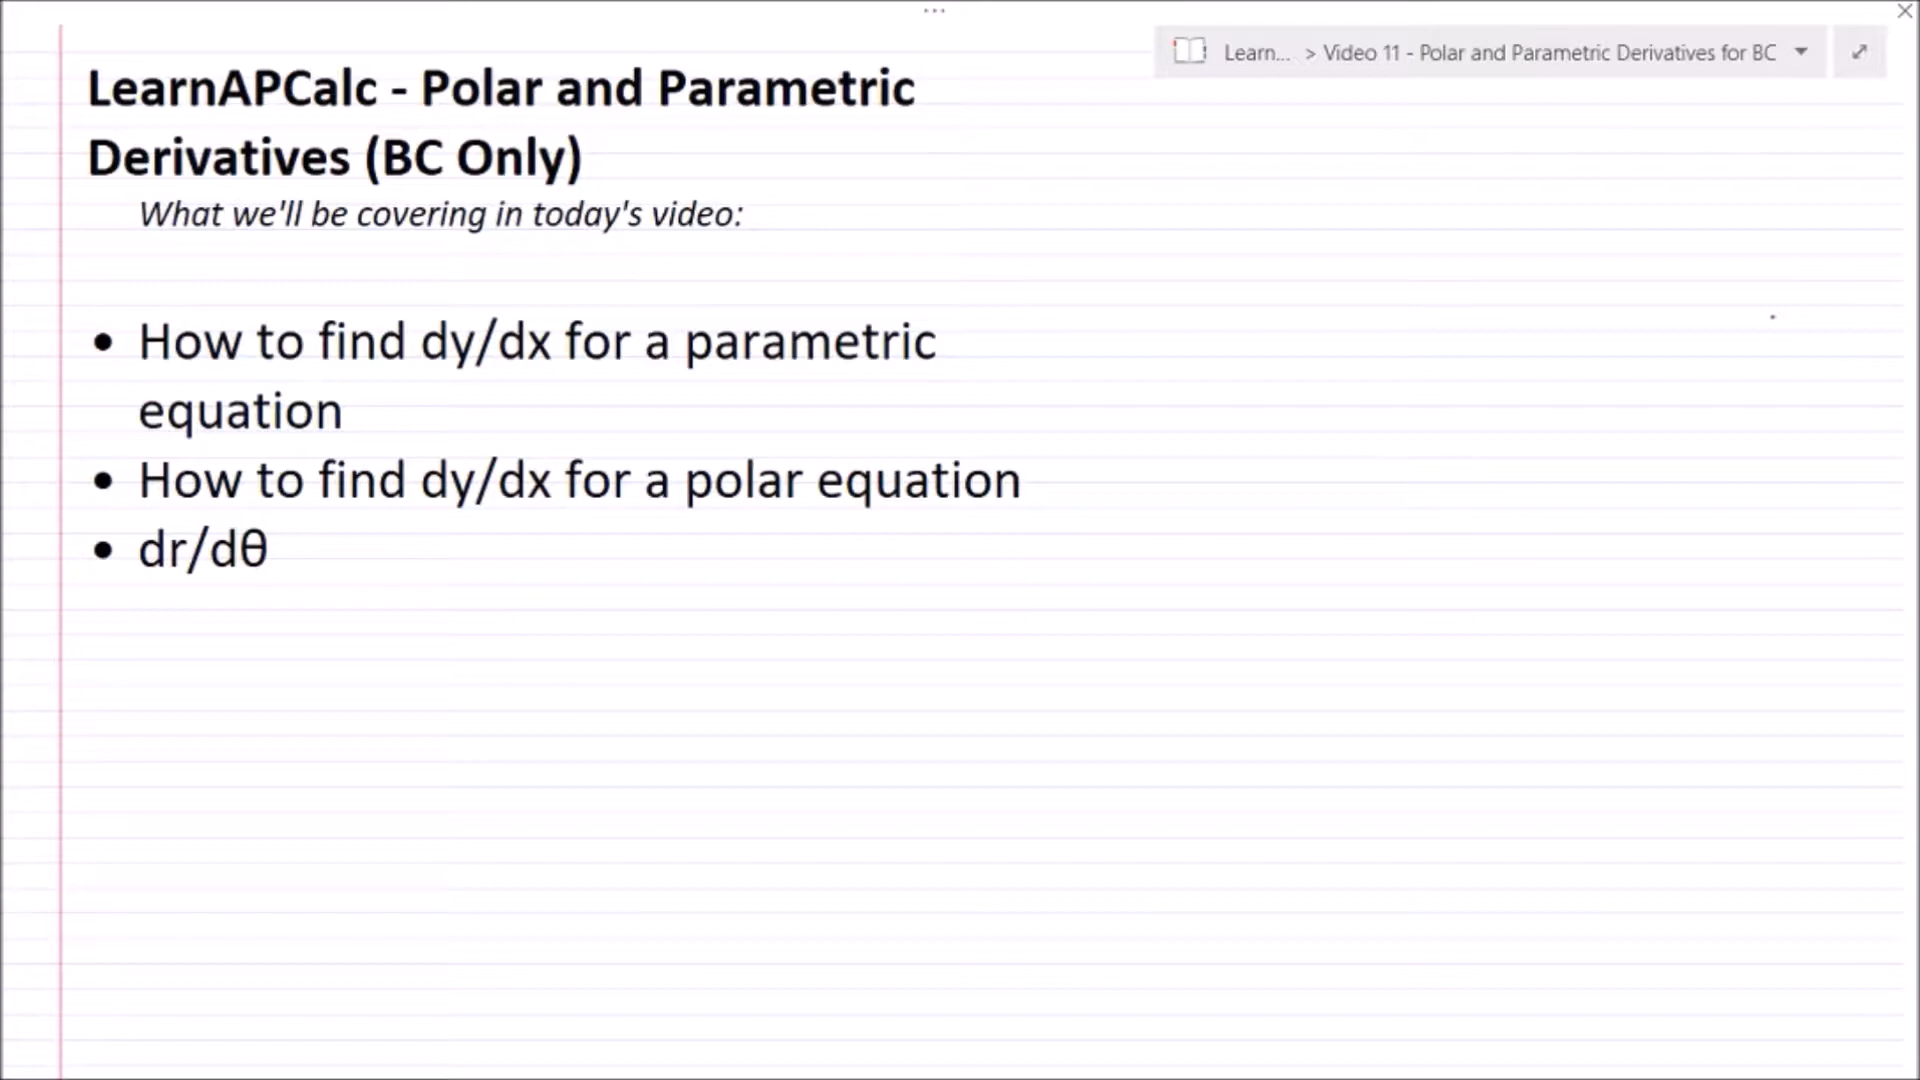 Learn... > Video 11 - Polar and Parametric Derivatives for BC
LearnAPCalc - Polar and Parametric
Derivatives (BC Only)
What we'll be covering in today's video:
• How to find dy/dx for a parametric
equation
• How to find dy/dx for a polar equation
• dr/dθ